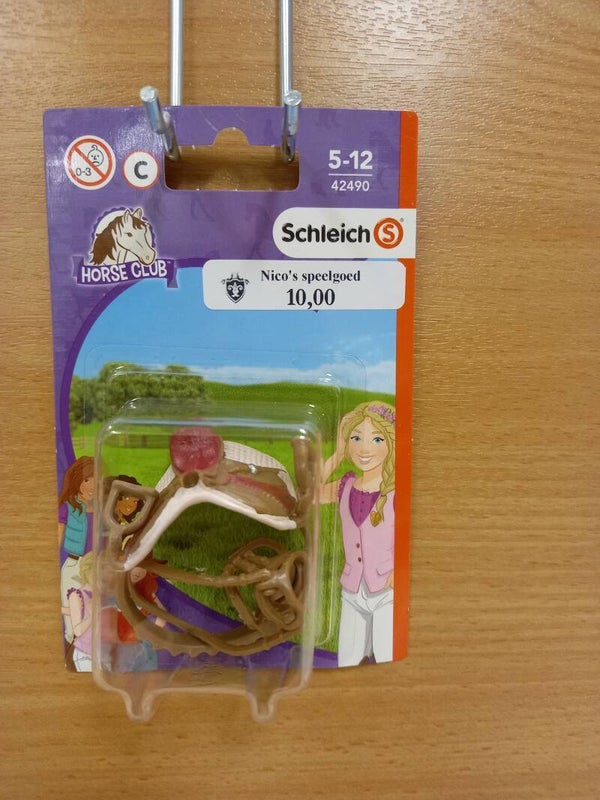 0-3
C
5-12
42490
Schleich S
HORSE CLUB
Nico's speelgoed
10,00